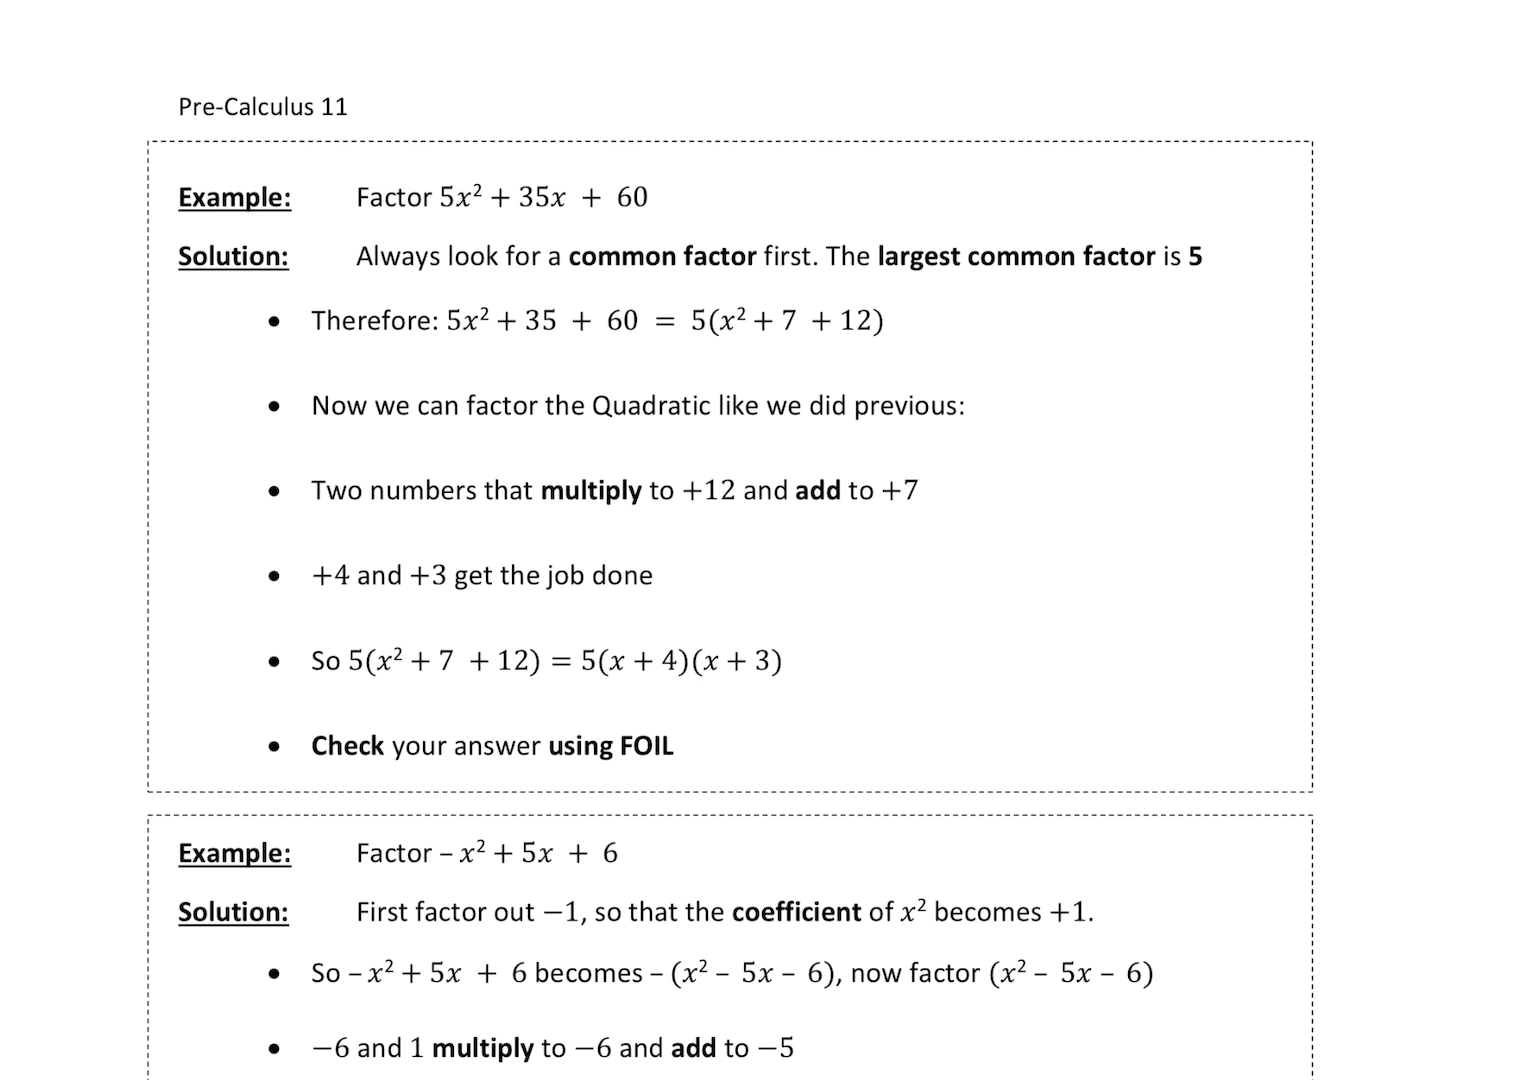 Pre-Calculus 11
Example: Factor 5x² + 35x + 60
Solution: Always look for a common factor first. The largest common factor is 5
• Therefore: 5x² + 35 + 60 = 5(x² + 7 + 12)
• Now we can factor the Quadratic like we did previous:
• Two numbers that multiply to +12 and add to +7
• +4 and +3 get the job done
• So 5(x² + 7 + 12) = 5(x + 4)(x + 3)
• Check your answer using FOIL
Example: Factor – x² + 5x + 6
Solution: First factor out −1, so that the coefficient of x² becomes +1.
• So – x² + 5x + 6 becomes – (x² – 5x – 6), now factor (x² – 5x – 6)
• −6 and 1 multiply to −6 and add to −5